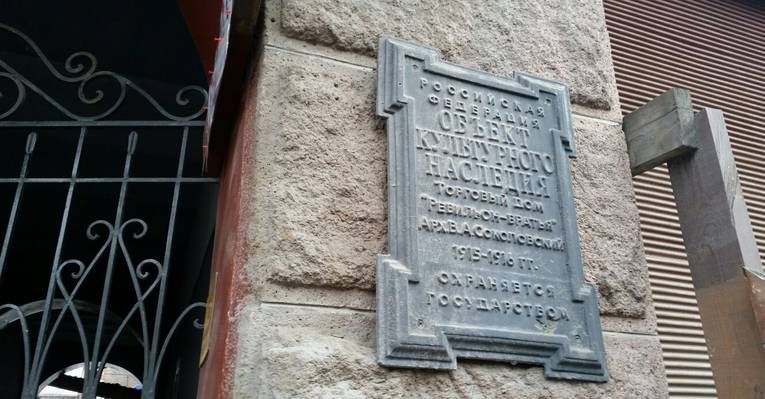 РОССИЙСКАЯ
ФЕДЕРАЦИЯ
ОБЪЕКТ
КУЛЬТУРНОГО
НАСЛЕДИЯ
ТОРГОВЫЙ ДОМ
"РЕВИЛЬОН-БРАТЬЯ"
АРХ.В.А.СОКОЛОВСКИЙ
1915-1916 ГГ.
ОХРАНЯЕТСЯ
ГОСУДАРСТВОМ